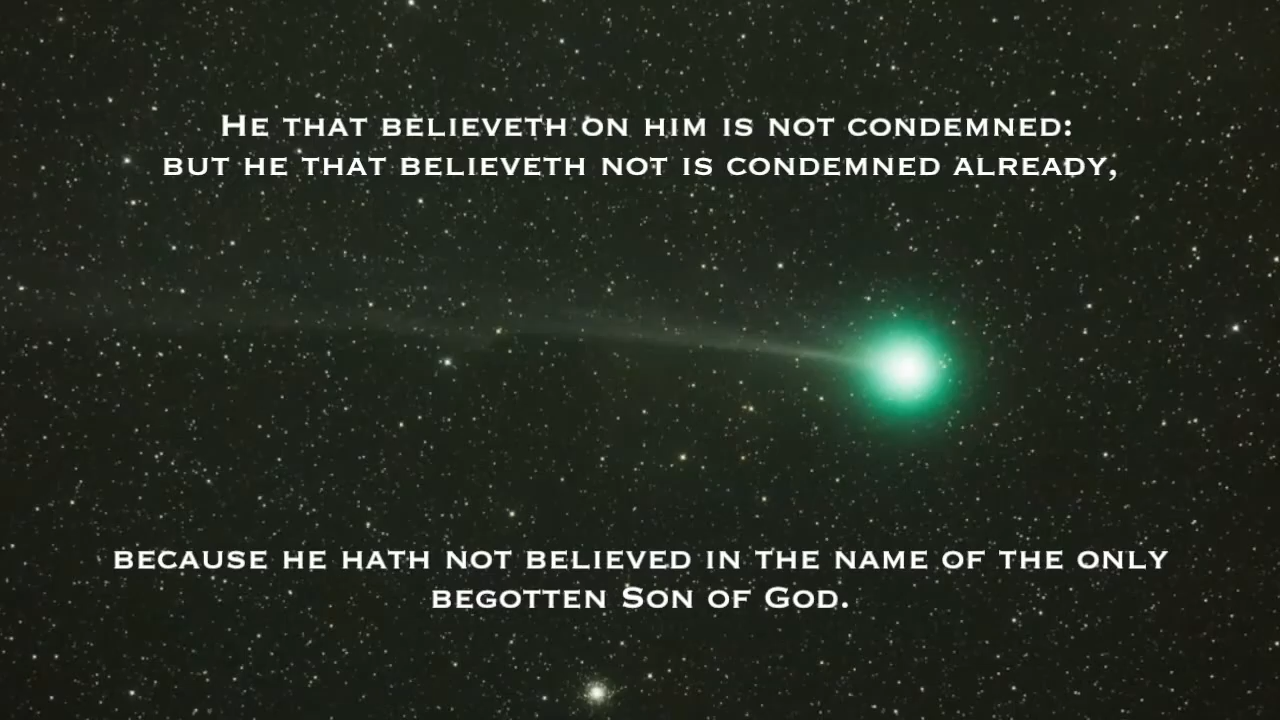 He that believeth on him is not condemned:
but he that believeth not is condemned already,
because he hath not believed in the name of the only
begotten Son of God.